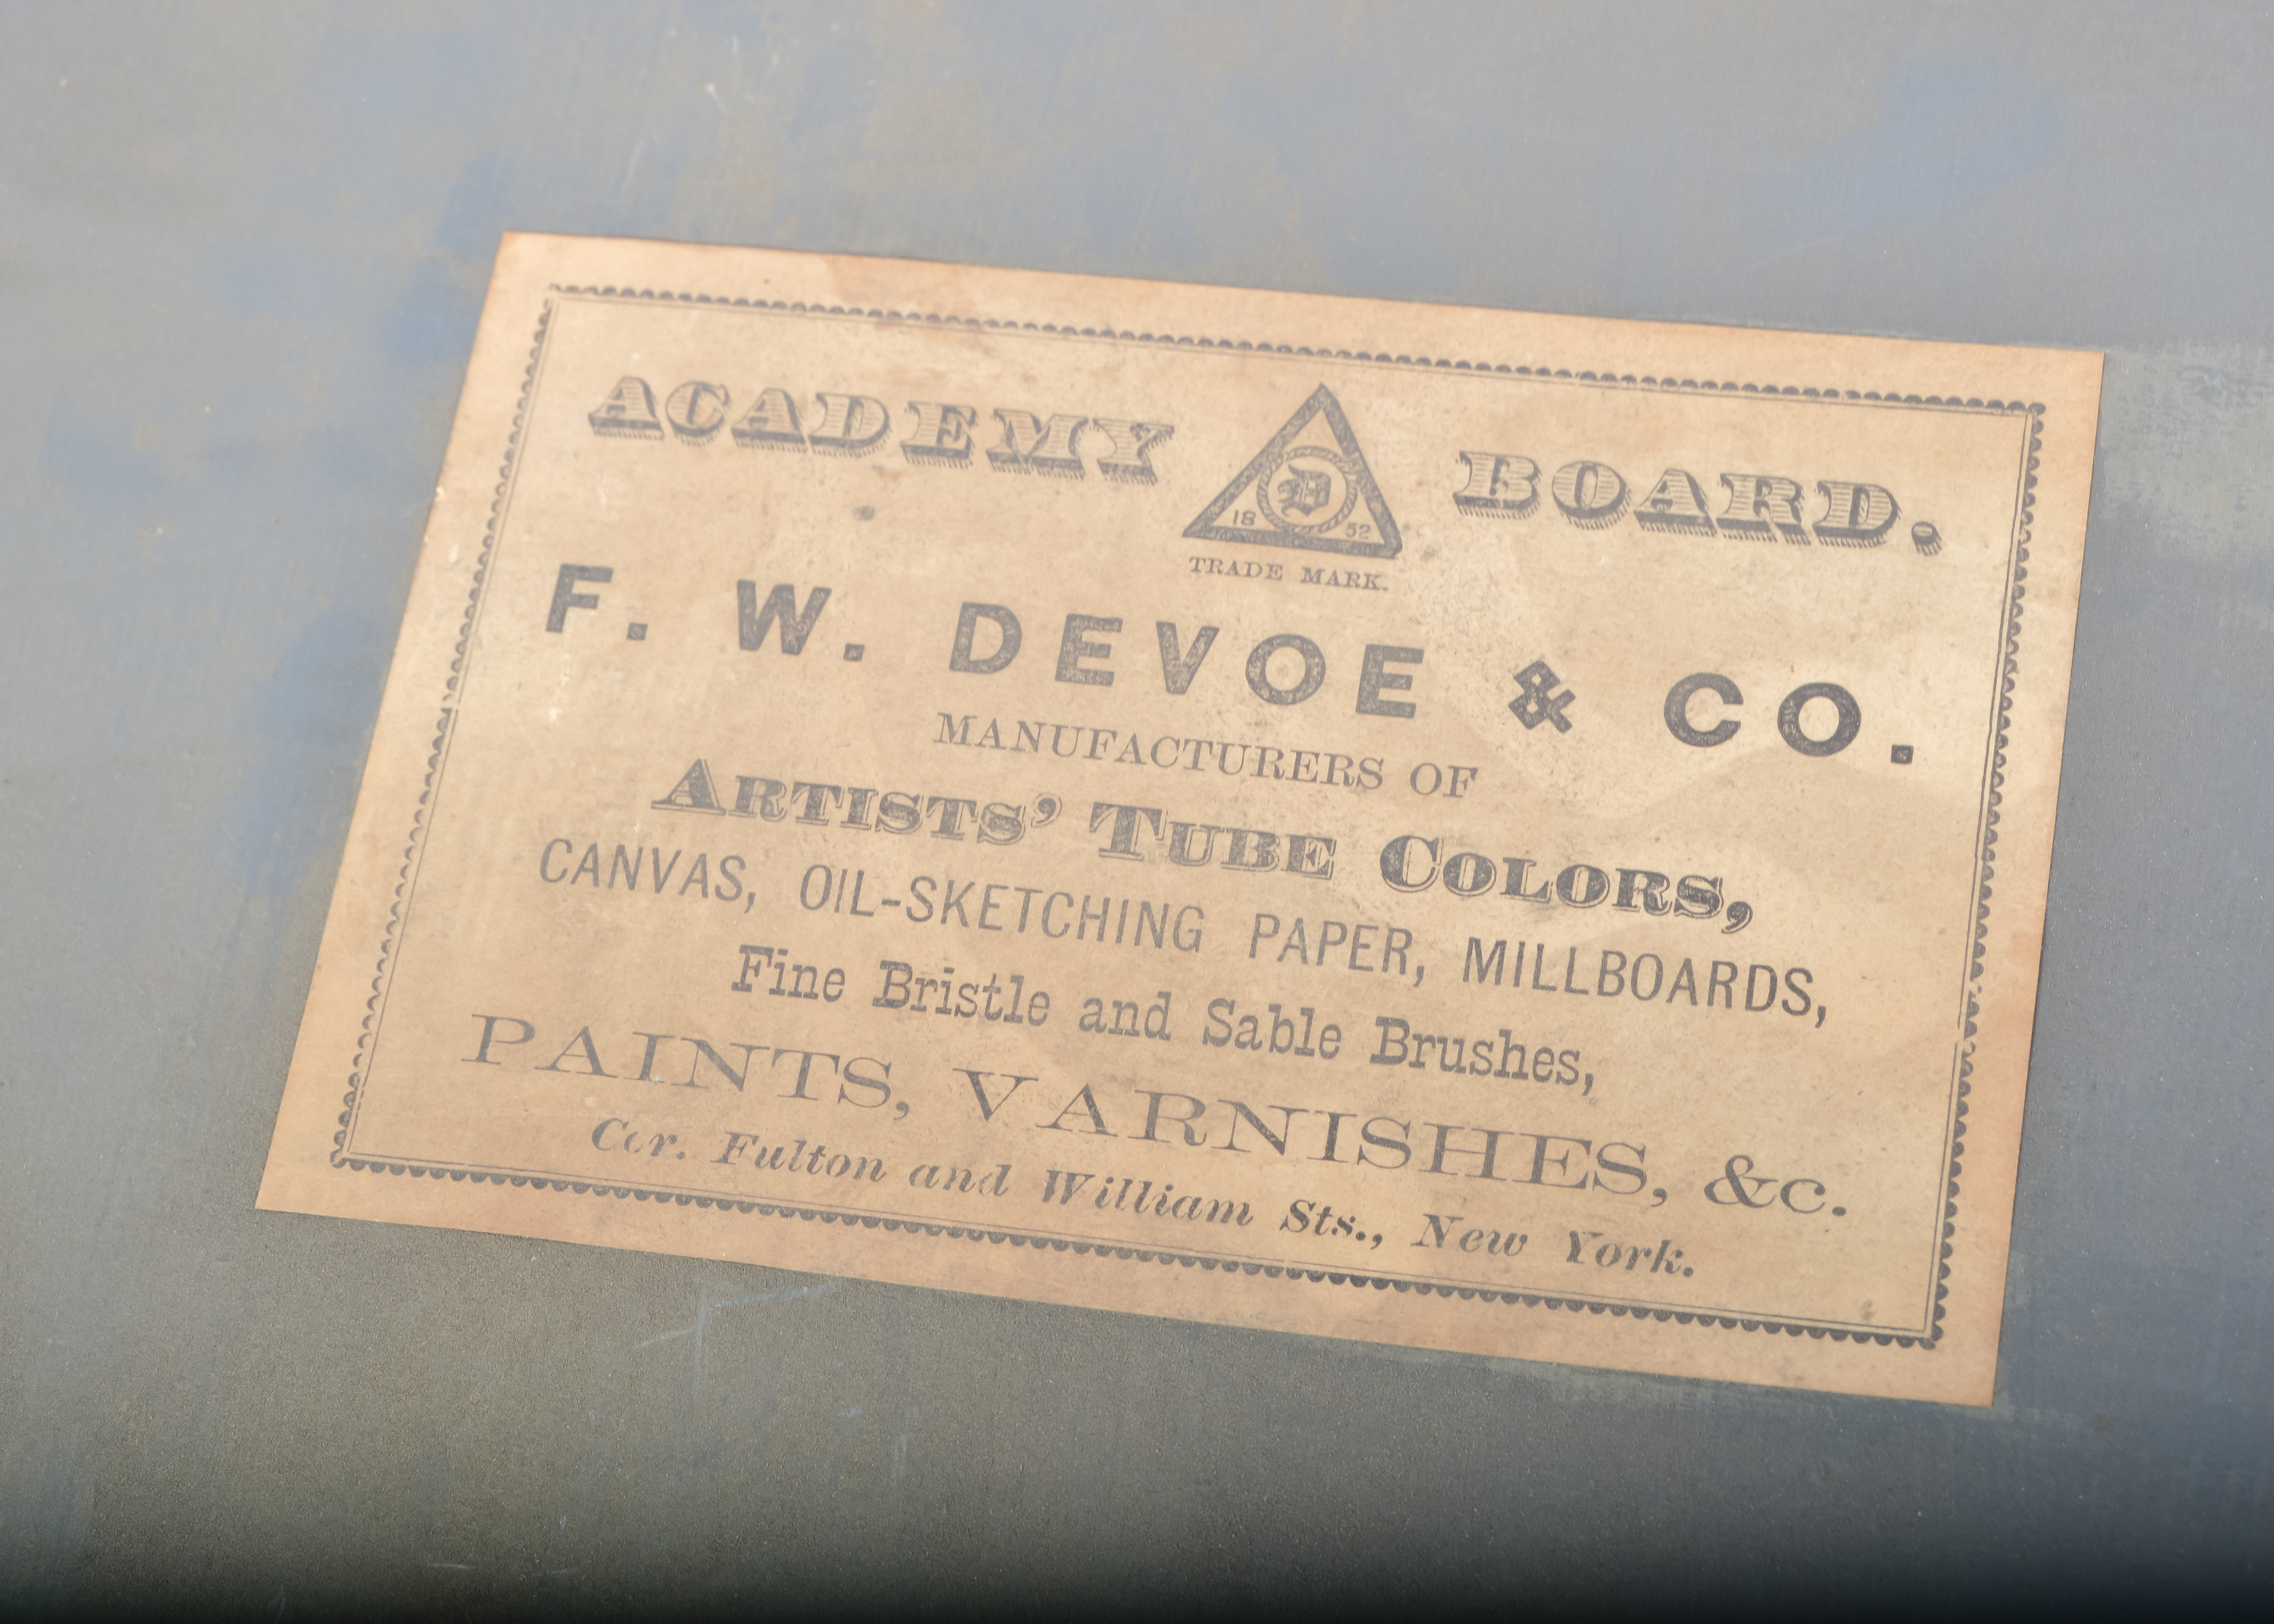 ACADEMY BOARD.
D
18 52
TRADE MARK.
F. W. DEVOE & CO.
MANUFACTURERS OF
ARTISTS' TUBE COLORS,
CANVAS, OIL-SKETCHING PAPER, MILLBOARDS,
Fine Bristle and Sable Brushes,
PAINTS, VARNISHES, &c.
Cor. Fulton and William Sts., New York.